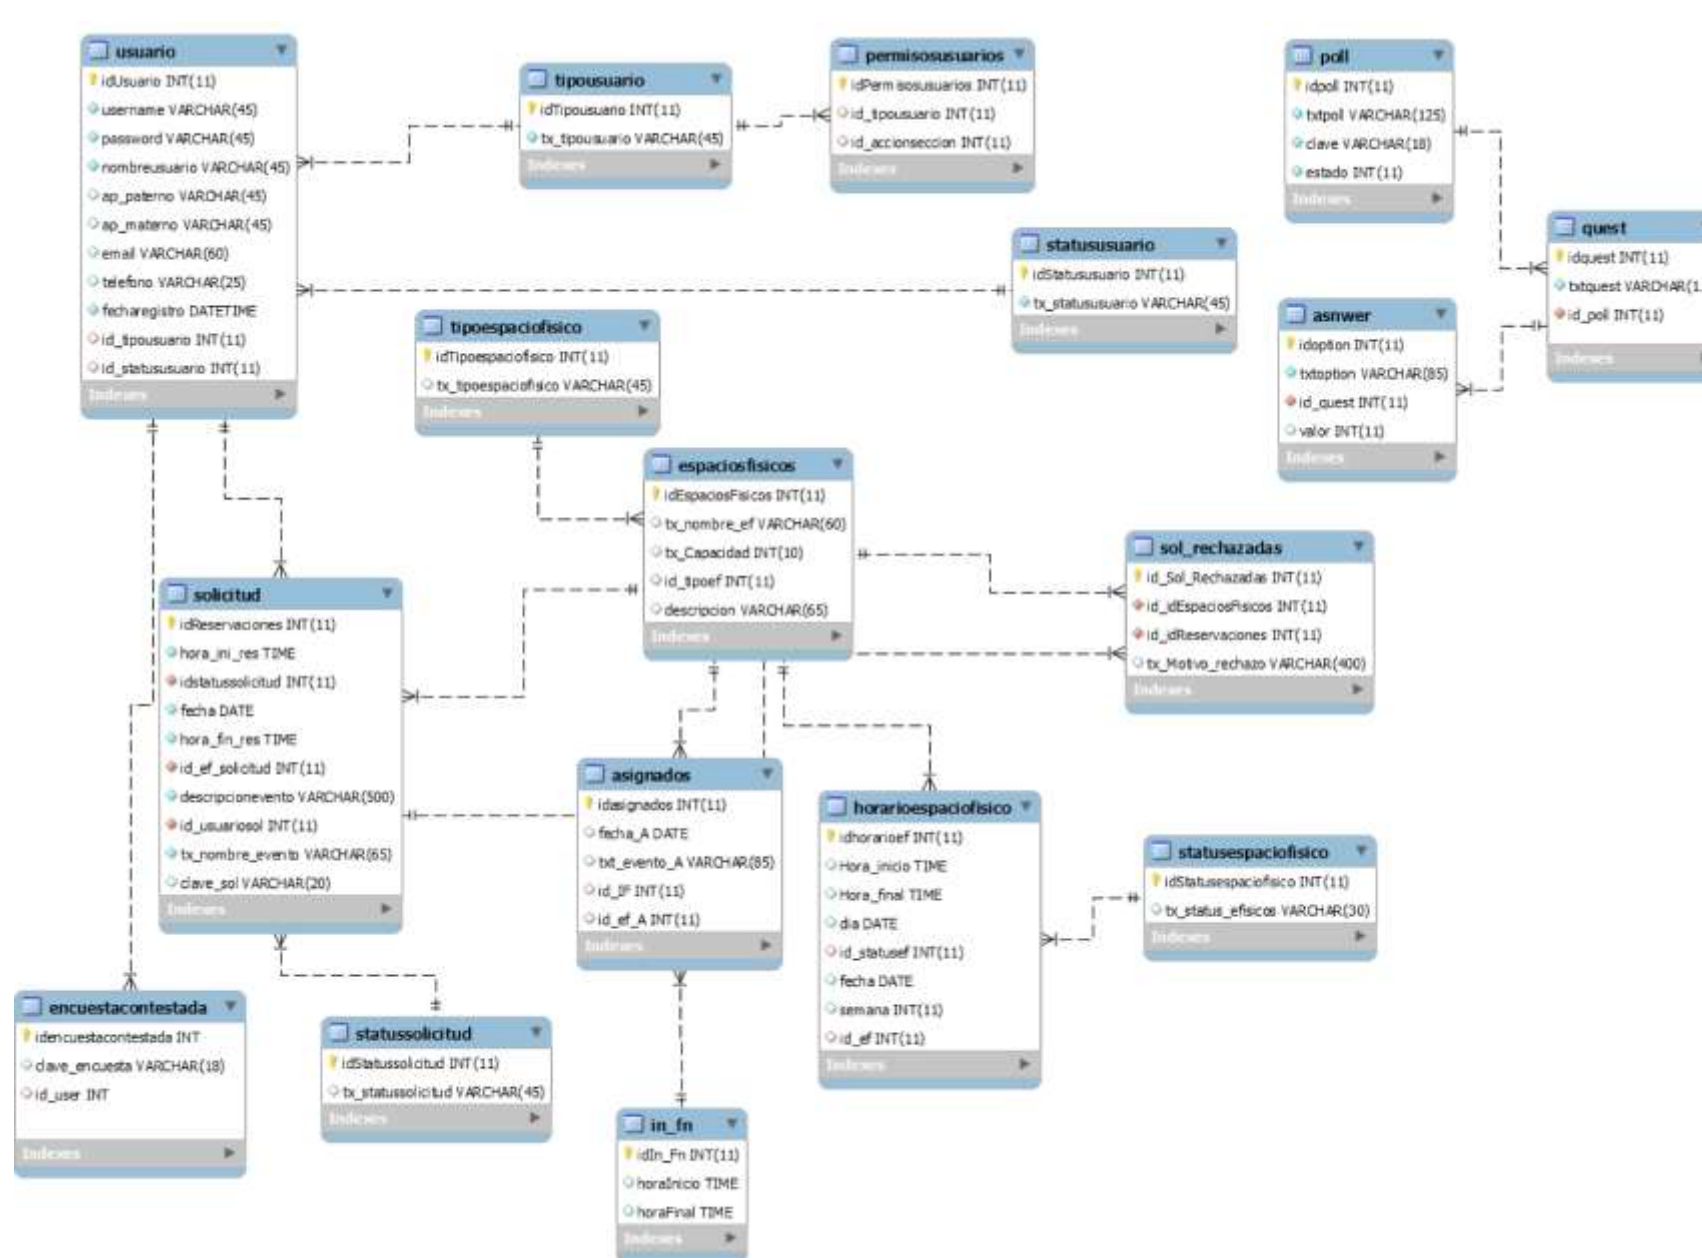 usuario
idUsuario INT(11)
username VARCHAR(45)
password VARCHAR(45)
nombreusuario VARCHAR(45)
ap_paterno VARCHAR(45)
ap_materno VARCHAR(45)
email VARCHAR(60)
telefono VARCHAR(25)
fecharegistro DATETIME
id_tipousuario INT(11)
id_statususuario INT(11)
Indexes
tipousuario
idTipousuario INT(11)
tx_tipousuario VARCHAR(45)
Indexes
permisosusuarios
idPermisosusuarios INT(11)
id_tipousuario INT(11)
id_accionseccion INT(11)
Indexes
poll
idpoll INT(11)
txtpoll VARCHAR(125)
clave VARCHAR(18)
estado INT(11)
Indexes
quest
idquest INT(11)
txtquest VARCHAR(1
id_poll INT(11)
Indexes
statususuario
idStatususuario INT(11)
tx_statususuario VARCHAR(45)
Indexes
asnwer
idoption INT(11)
txtoption VARCHAR(85)
id_quest INT(11)
valor INT(11)
Indexes
tipoespaciofisico
idTipoespaciofisico INT(11)
tx_tipoespaciofisico VARCHAR(45)
Indexes
espaciosfisicos
idEspaciosFisicos INT(11)
tx_nombre_ef VARCHAR(60)
tx_Capacidad INT(10)
id_tipoef INT(11)
descripcion VARCHAR(65)
Indexes
sol_rechazadas
id_Sol_Rechazadas INT(11)
id_idEspaciosFisicos INT(11)
id_idReservaciones INT(11)
tx_Motivo_rechazo VARCHAR(400)
Indexes
solicitud
idReservaciones INT(11)
hora_ini_res TIME
idstatussolicitud INT(11)
fecha DATE
hora_fin_res TIME
id_ef_solicitud INT(11)
descripcionevento VARCHAR(500)
id_usuariosol INT(11)
tx_nombre_evento VARCHAR(65)
clave_sol VARCHAR(20)
Indexes
asignados
idasignados INT(11)
fecha_A DATE
txt_evento_A VARCHAR(85)
id_IF INT(11)
id_ef_A INT(11)
Indexes
horarioespaciofisico
idhorarioef INT(11)
Hora_inicio TIME
Hora_final TIME
dia DATE
id_statusef INT(11)
fecha DATE
semana INT(11)
id_ef INT(11)
Indexes
statusespaciofisico
idStatusespaciofisico INT(11)
tx_status_efisicos VARCHAR(30)
Indexes
encuestacontestada
idencuestacontestada INT
clave_encuesta VARCHAR(18)
id_user INT
Indexes
statussolicitud
idStatussolicitud INT(11)
tx_statussolicitud VARCHAR(45)
Indexes
in_fn
idIn_Fn INT(11)
horaInicio TIME
horaFinal TIME
Indexes